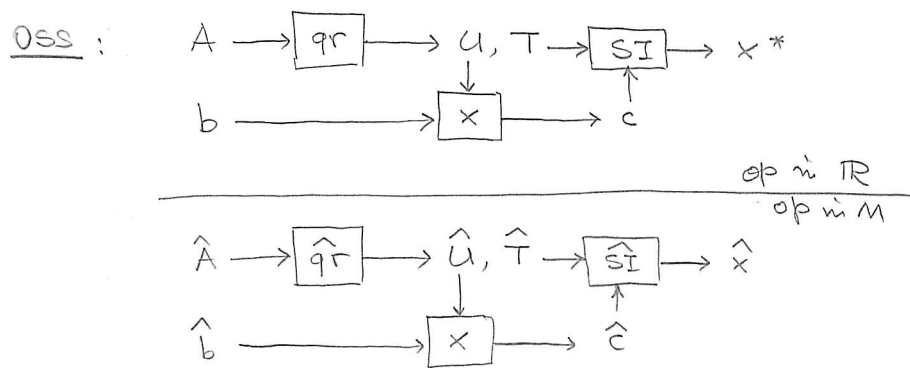 OSS : A → qr → U, T → SI → x*
b → x → c
op in R
op in M
Â → q̂r → Û, T̂ → ŜI → x̂
b̂ → x → ĉ